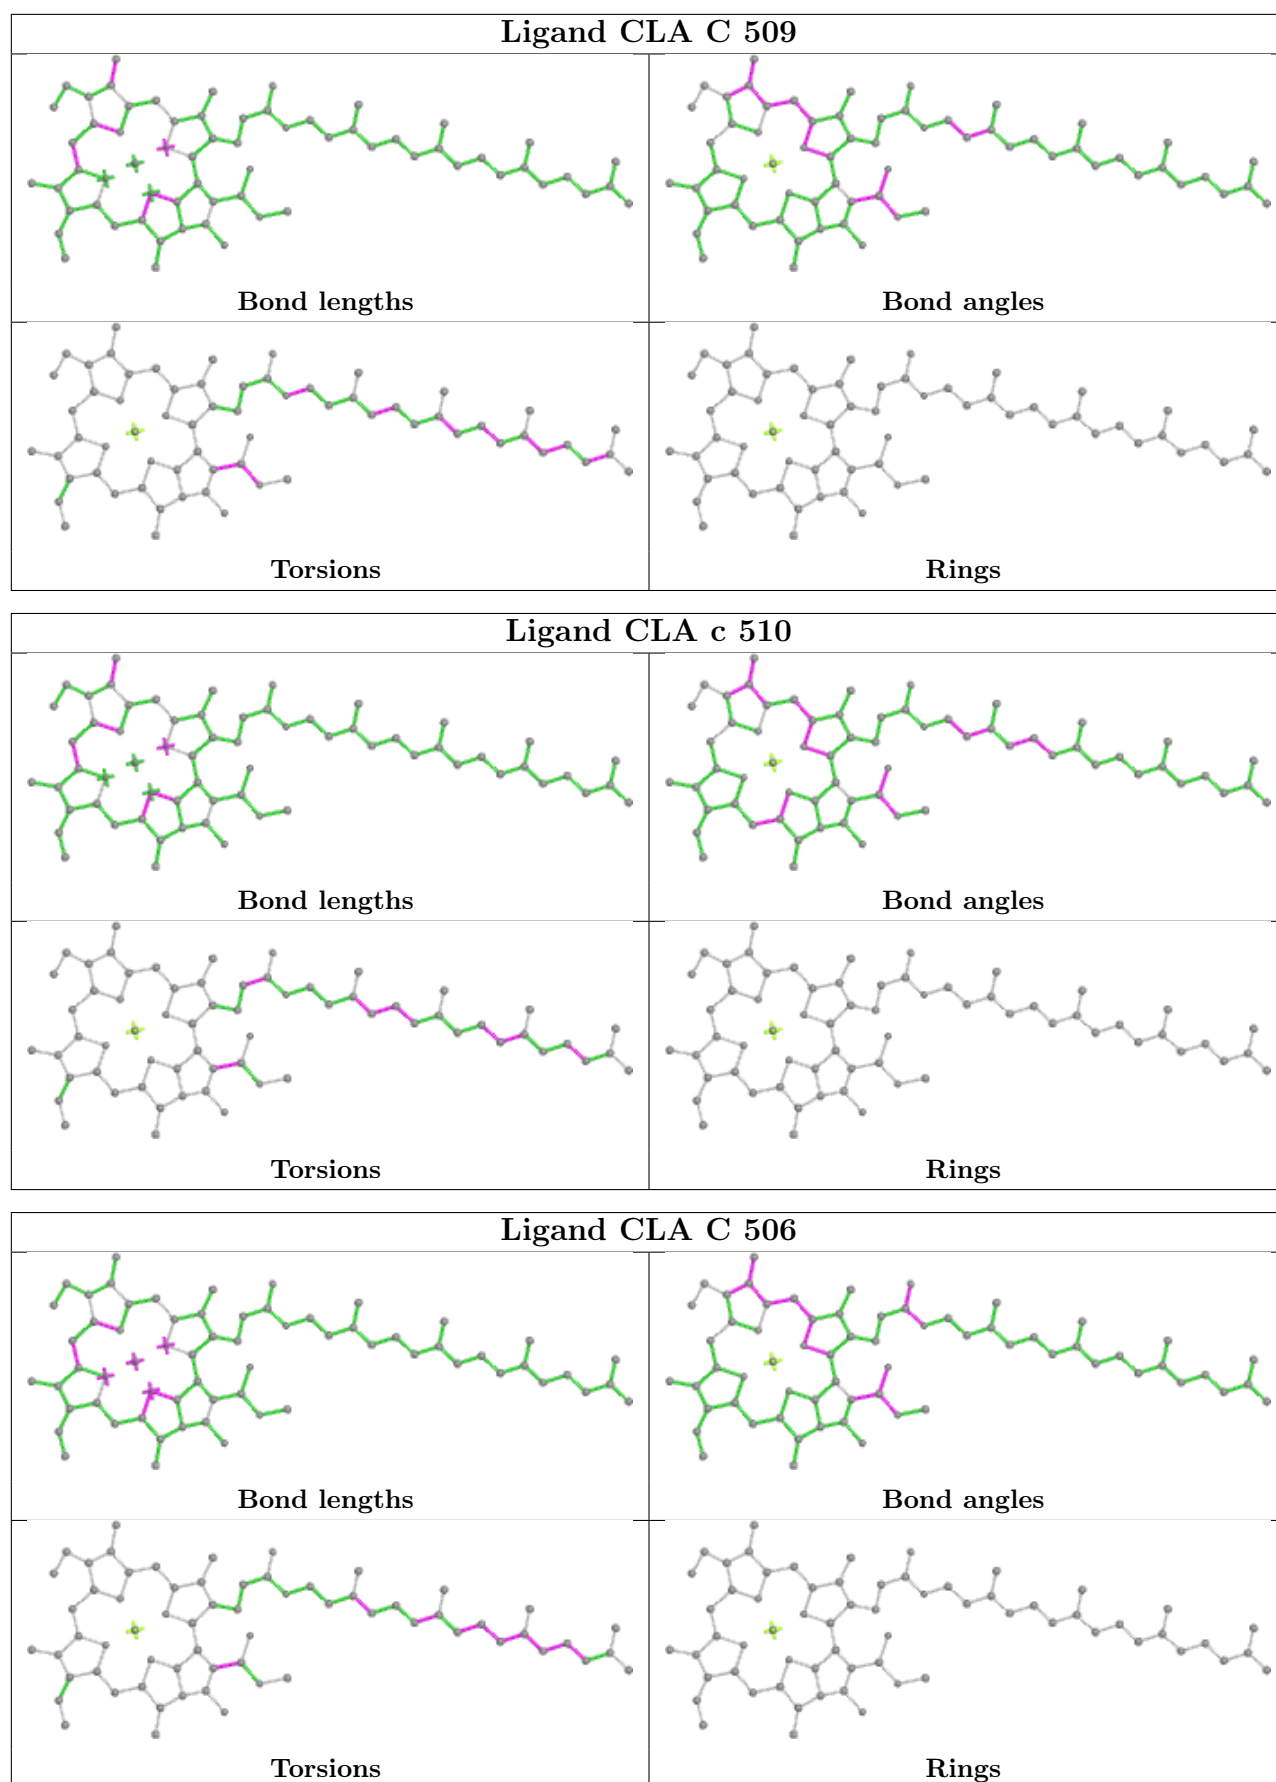 Ligand CLA C 509
Bond lengths
Bond angles
Torsions
Rings
Ligand CLA c 510
Bond lengths
Bond angles
Torsions
Rings
Ligand CLA C 506
Bond lengths
Bond angles
Torsions
Rings